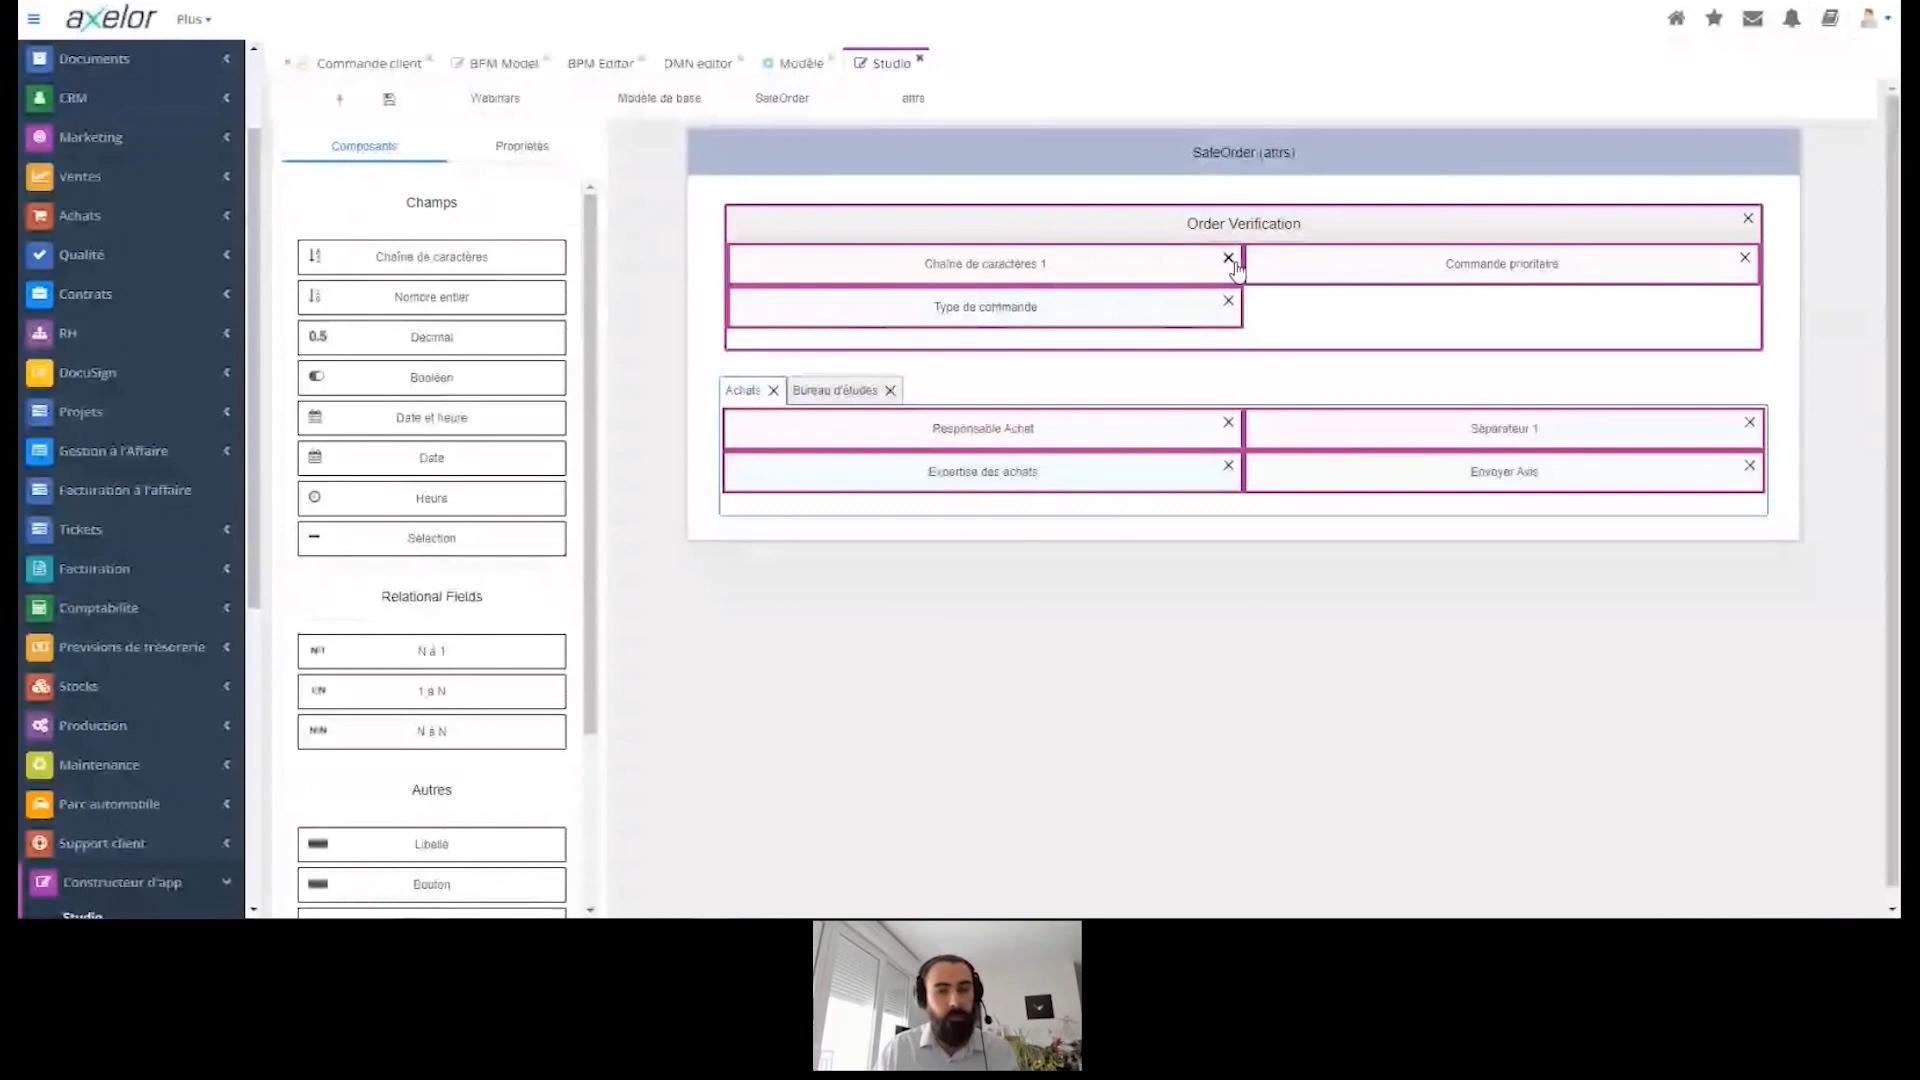 axelor Plus
Documents
CRM
Marketing
Ventes
Achats
Qualité
Contrats
RH
DocuSign
Projets
Gestion à l'Affaire
Facturation à l'affaire
Tickets
Facturation
Comptabilité
Prévisions de trésorerie
Stocks
Production
Maintenance
Parc automobile
Support client
Constructeur d'app
Studio
Commande client BPM Model BPM Editor DMN editor Modèle Studio
Webinars Modèle de base SaleOrder attrs
Composants Propriétés
Champs
Chaîne de caractères
Nombre entier
0.5 Decimal
Booléen
Date et heure
Date
Heure
Sélection
Relational Fields
N à 1
1 à N
N à N
Autres
Libellé
Bouton
SaleOrder (attrs)
Order Verification
Chaîne de caractères 1 Commande prioritaire
Type de commande
Achats Bureau d'études
Responsable Achat Séparateur 1
Expertise des achats Envoyer Avis